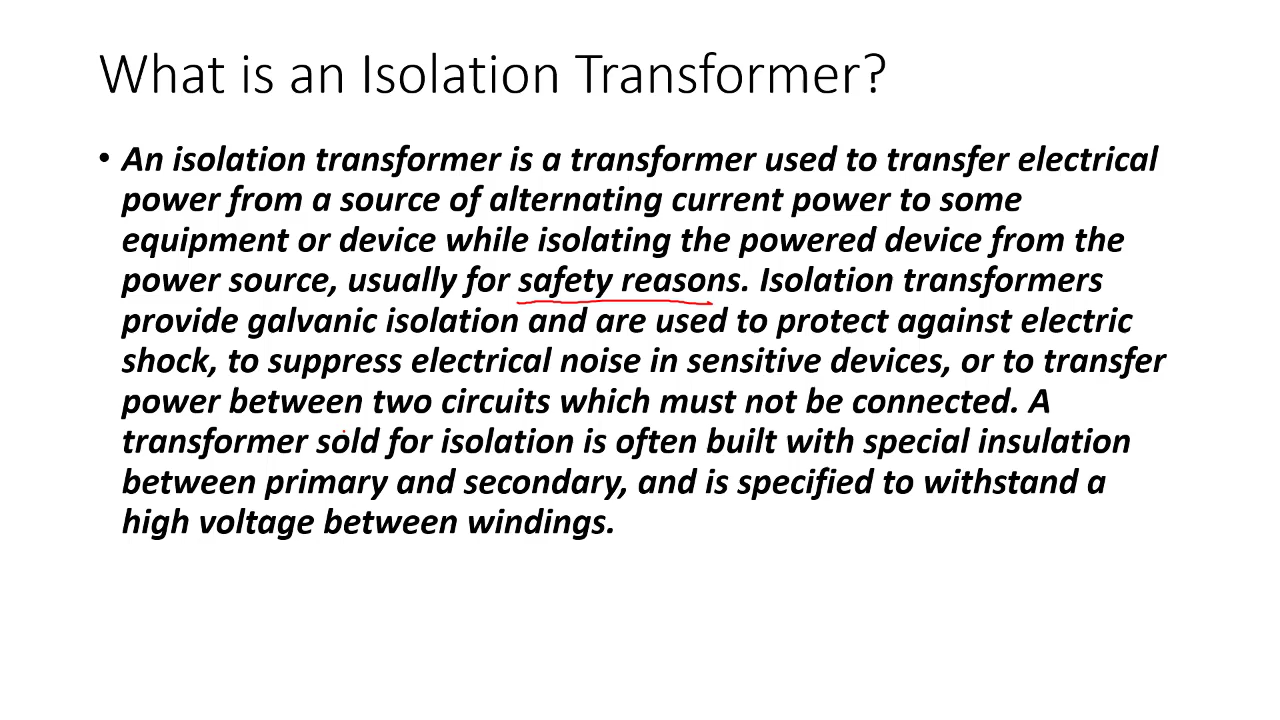 What is an Isolation Transformer?
• An isolation transformer is a transformer used to transfer electrical
power from a source of alternating current power to some
equipment or device while isolating the powered device from the
power source, usually for safety reasons. Isolation transformers
provide galvanic isolation and are used to protect against electric
shock, to suppress electrical noise in sensitive devices, or to transfer
power between two circuits which must not be connected. A
transformer sold for isolation is often built with special insulation
between primary and secondary, and is specified to withstand a
high voltage between windings.